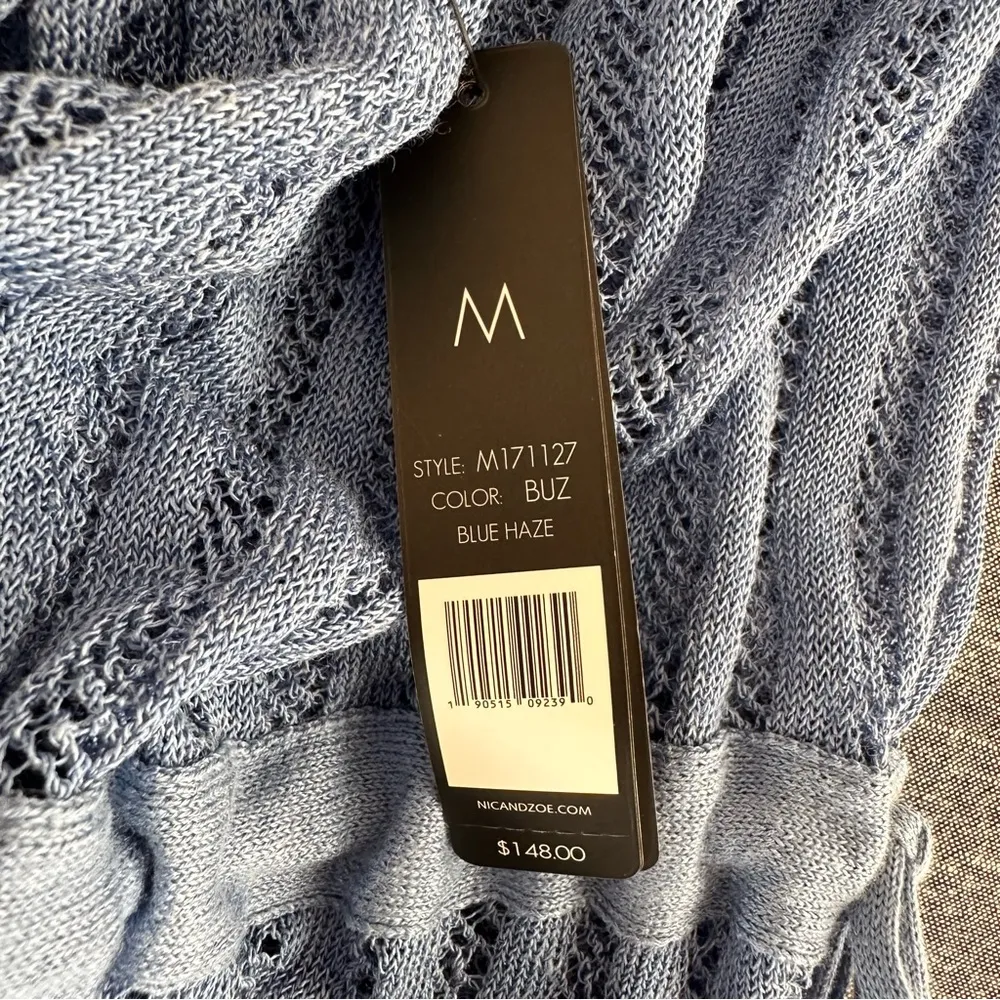 M
STYLE: M171127
COLOR: BUZ
BLUE HAZE
1 90515 09239 0
NICANDZOE.COM
$148.00